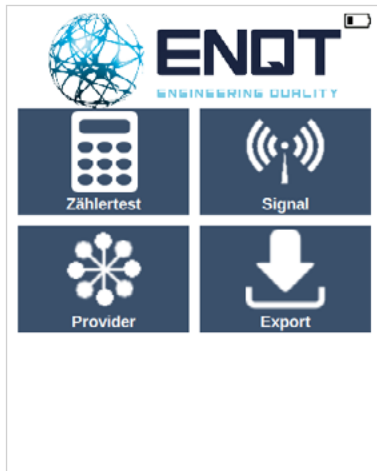 ENQT
ENGINEERING QUALITY
Zählertest
Signal
Provider
Export